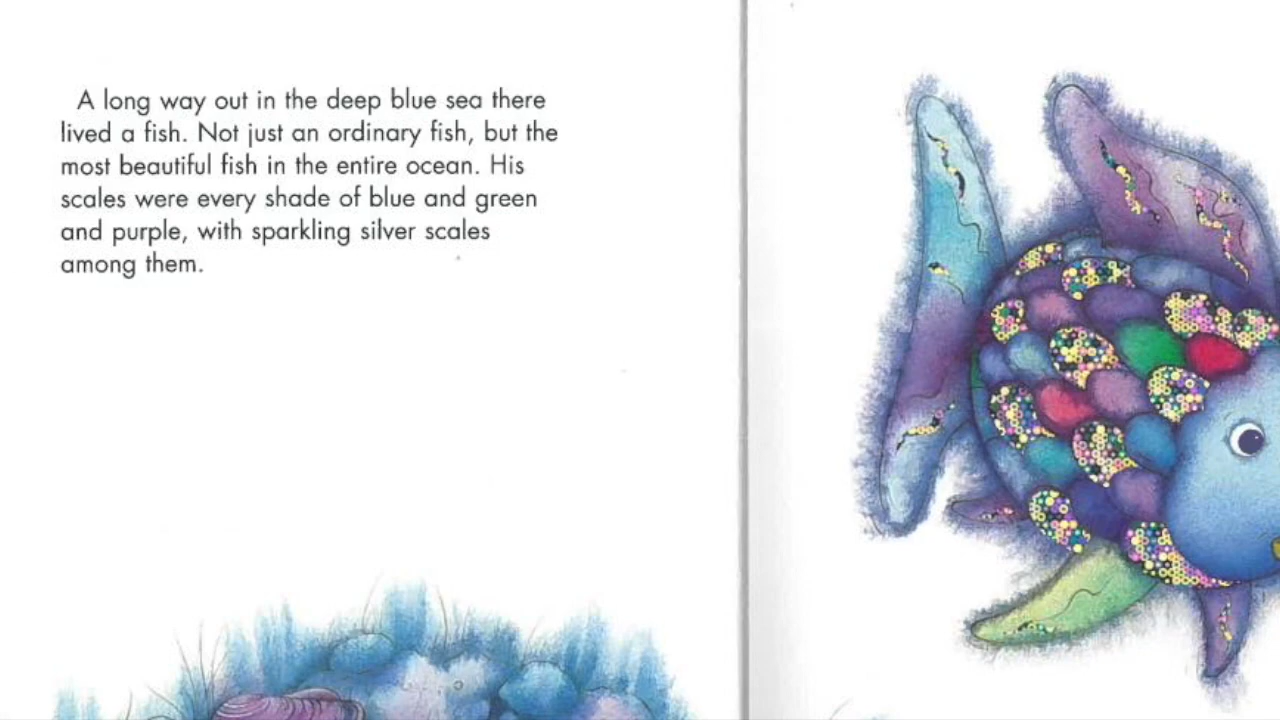 A long way out in the deep blue sea there
lived a fish. Not just an ordinary fish, but the
most beautiful fish in the entire ocean. His
scales were every shade of blue and green
and purple, with sparkling silver scales
among them.